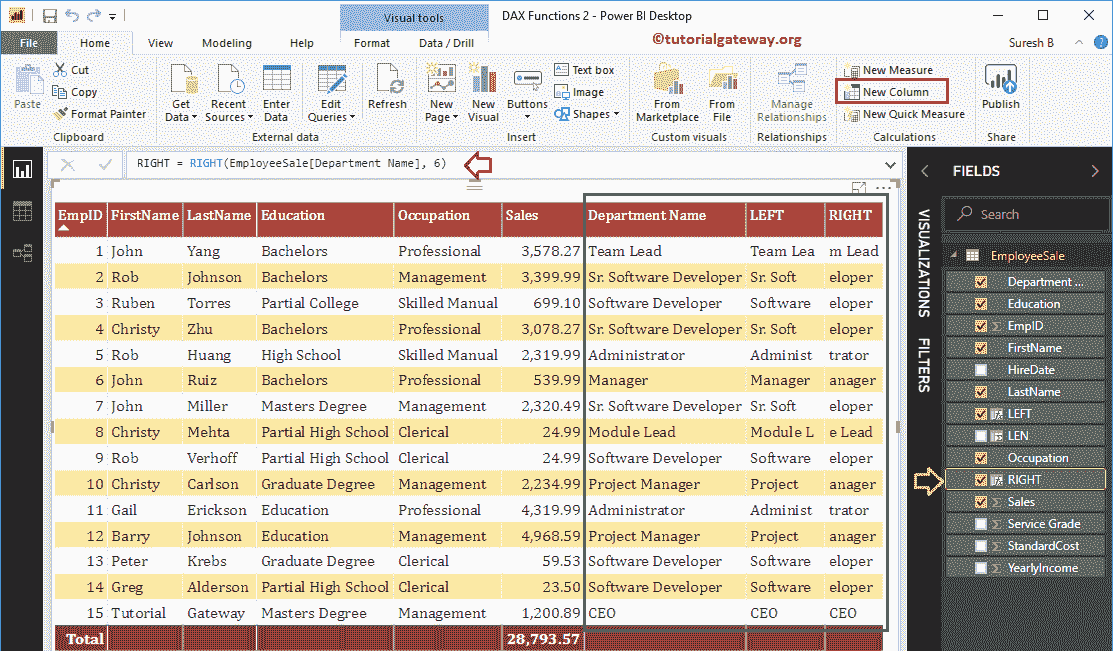 Visual tools
DAX Functions 2 - Power BI Desktop
File Home View Modeling Help Format Data / Drill
©tutorialgateway.org
Suresh B
Paste
Cut
Copy
Format Painter
Clipboard
Get Data
Recent Sources
Enter Data
Edit Queries
External data
Refresh
New Page
New Visual
Buttons
Text box
Image
Shapes
Insert
From Marketplace
From File
Custom visuals
Manage Relationships
Relationships
New Measure
New Column
New Quick Measure
Calculations
Publish
Share
RIGHT = RIGHT(EmployeeSale[Department Name], 6)
EmpID FirstName LastName Education Occupation Sales Department Name LEFT RIGHT
1 John Yang Bachelors Professional 3,578.27 Team Lead Team Lea m Lead
2 Rob Johnson Bachelors Management 3,399.99 Sr. Software Developer Sr. Soft eloper
3 Ruben Torres Partial College Skilled Manual 699.10 Software Developer Software eloper
4 Christy Zhu Bachelors Professional 3,078.27 Sr. Software Developer Sr. Soft eloper
5 Rob Huang High School Skilled Manual 2,319.99 Administrator Administ trator
6 John Ruiz Bachelors Professional 539.99 Manager Manager anager
7 John Miller Masters Degree Management 2,320.49 Sr. Software Developer Sr. Soft eloper
8 Christy Mehta Partial High School Clerical 24.99 Module Lead Module L e Lead
9 Rob Verhoff Partial High School Clerical 24.99 Software Developer Software eloper
10 Christy Carlson Graduate Degree Management 2,234.99 Project Manager Project anager
11 Gail Erickson Education Professional 4,319.99 Administrator Administ trator
12 Barry Johnson Education Management 4,968.59 Project Manager Project anager
13 Peter Krebs Graduate Degree Clerical 59.53 Software Developer Software eloper
14 Greg Alderson Partial High School Clerical 23.50 Software Developer Software eloper
15 Tutorial Gateway Masters Degree Management 1,200.89 CEO CEO CEO
Total 28,793.57
VISUALIZATIONS
FILTERS
FIELDS
Search
EmployeeSale
Department ...
Education
EmpID
FirstName
HireDate
LastName
LEFT
LEN
Occupation
RIGHT
Sales
Service Grade
StandardCost
YearlyIncome